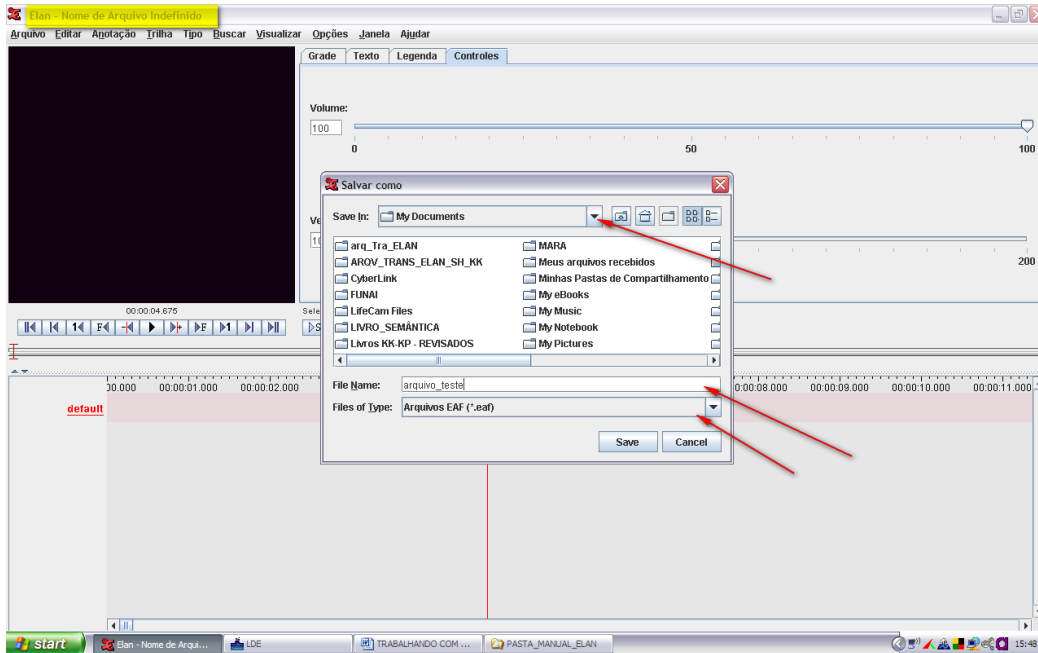 Elan - Nome de Arquivo Indefinido
Arquivo Editar Anotação Trilha Tipo Buscar Visualizar Opções Janela Ajudar
Grade Texto Legenda Controles
Volume:
100
0 50 100
Salvar como
Save In: My Documents
arq_Tra_ELAN MARA
ARQV_TRANS_ELAN_SH_KK Meus arquivos recebidos
CyberLink Minhas Pastas de Compartilhamento
FUNAI My eBooks
LifeCam Files My Music
LIVRO_SEMÂNTICA My Notebook
Livros KK-KP - REVISADOS My Pictures
200
File Name: arquivo_teste
Files of Type: Arquivos EAF (*.eaf)
Save Cancel
00:00:04.675
00.000 00:00:01.000 00:00:02.000 0:00:08.000 00:00:09.000 00:00:10.000 00:00:11.000
default
start Elan - Nome de Arqui... LDE TRABALHANDO COM ... PASTA_MANUAL_ELAN 15:48